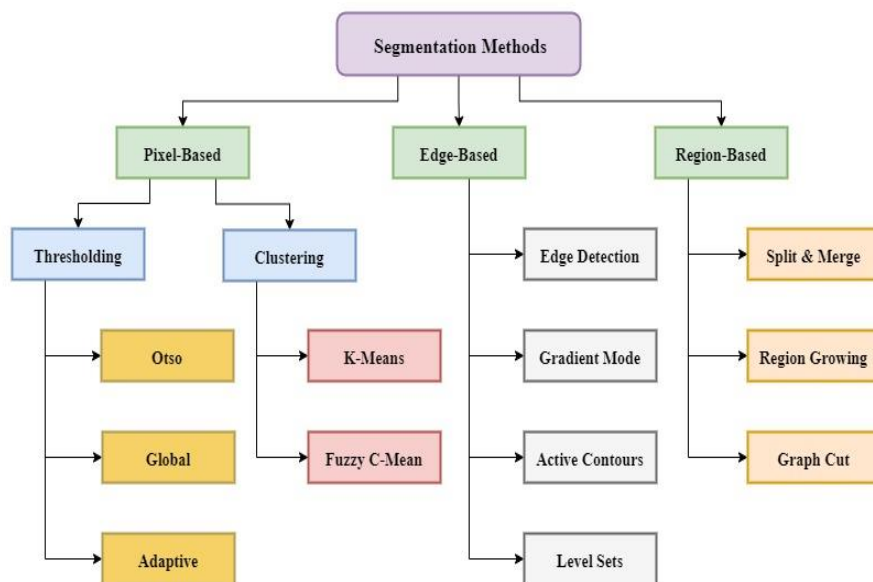 Segmentation Methods
Pixel-Based
Edge-Based
Region-Based
Thresholding
Clustering
Edge Detection
Split & Merge
Otso
K-Means
Gradient Mode
Region Growing
Global
Fuzzy C-Mean
Active Contours
Graph Cut
Adaptive
Level Sets